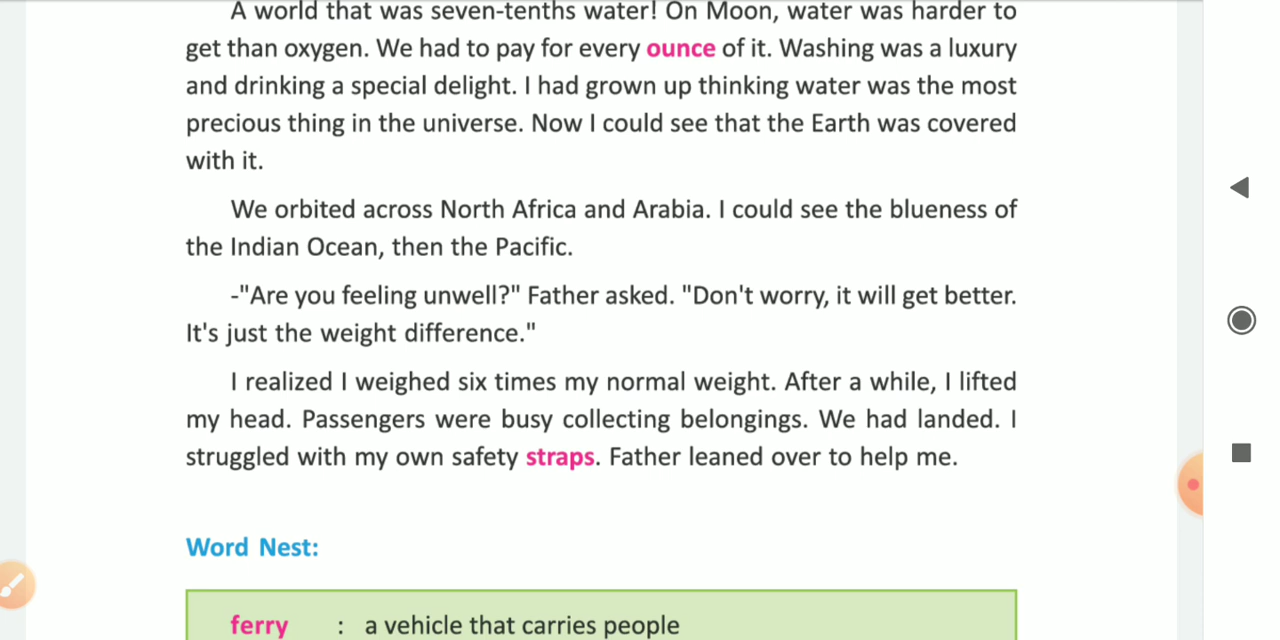 A world that was seven-tenths water! On Moon, water was harder to
get than oxygen. We had to pay for every ounce of it. Washing was a luxury
and drinking a special delight. I had grown up thinking water was the most
precious thing in the universe. Now I could see that the Earth was covered
with it.
We orbited across North Africa and Arabia. I could see the blueness of
the Indian Ocean, then the Pacific.
-"Are you feeling unwell?" Father asked. "Don't worry, it will get better.
It's just the weight difference."
I realized I weighed six times my normal weight. After a while, I lifted
my head. Passengers were busy collecting belongings. We had landed. I
struggled with my own safety straps. Father leaned over to help me.
Word Nest:
ferry : a vehicle that carries people